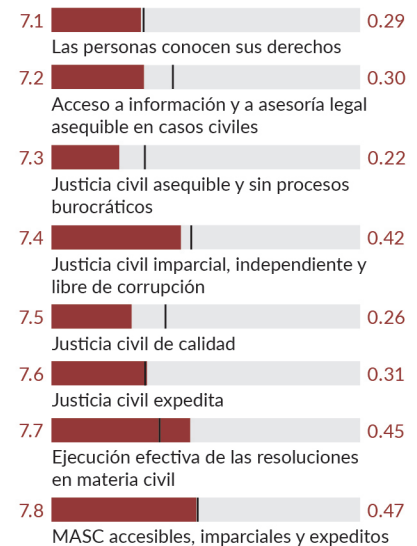 7.1 0.29
Las personas conocen sus derechos
7.2 0.30
Acceso a información y a asesoría legal
asequible en casos civiles
7.3 0.22
Justicia civil asequible y sin procesos
burocráticos
7.4 0.42
Justicia civil imparcial, independiente y
libre de corrupción
7.5 0.26
Justicia civil de calidad
7.6 0.31
Justicia civil expedita
7.7 0.45
Ejecución efectiva de las resoluciones
en materia civil
7.8 0.47
MASC accesibles, imparciales y expeditos